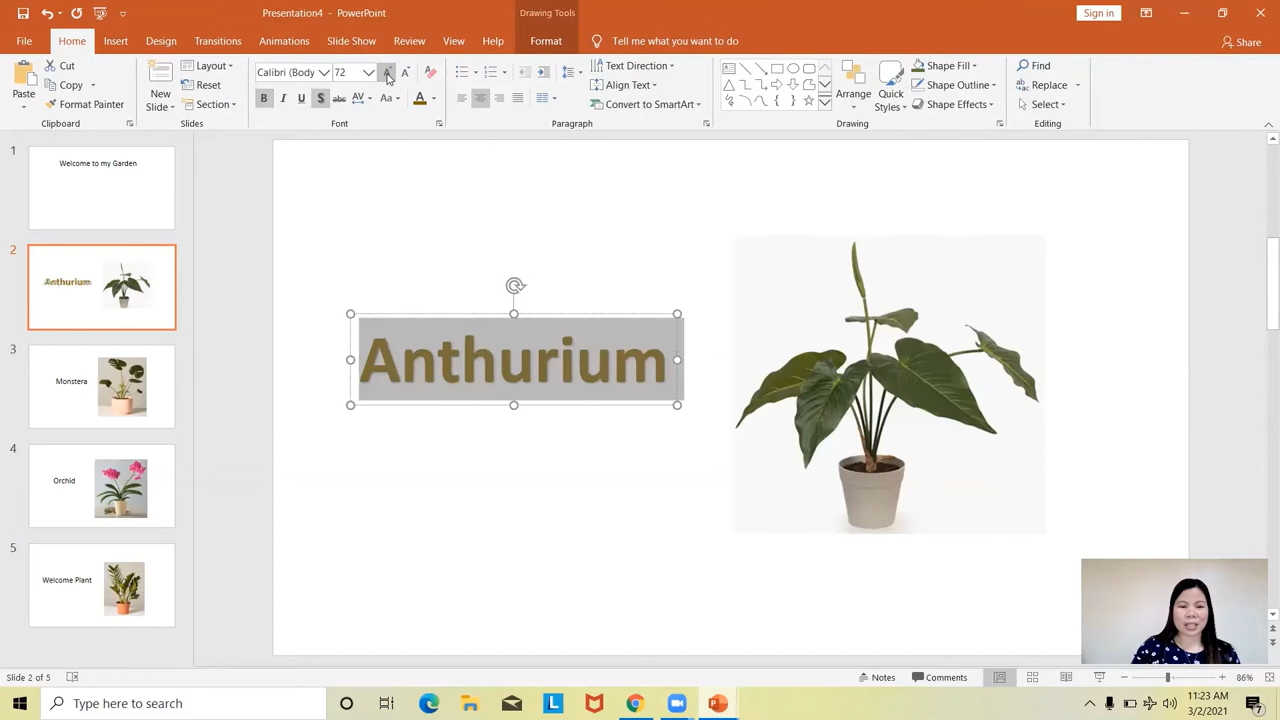 Presentation4 - PowerPoint
Drawing Tools
Sign in
File
Home
Insert
Design
Transitions
Animations
Slide Show
Review
View
Help
Format
Tell me what you want to do
Share
Paste
Cut
Copy
Format Painter
Clipboard
New
Slide
Layout
Reset
Section
Slides
Calibri (Body
72
A
A
B
I
U
S
abc
AV
Aa
A
Font
Text Direction
Align Text
Convert to SmartArt
Paragraph
Arrange
Quick
Styles
Shape Fill
Shape Outline
Shape Effects
Drawing
Find
Replace
Select
Editing
1
Welcome to my Garden
2
Anthurium
3
Monstera
4
Orchid
5
Welcome Plant
Anthurium
Slide 2 of 5
Notes
Comments
86%
Type here to search
L
11:23 AM
3/2/2021
7